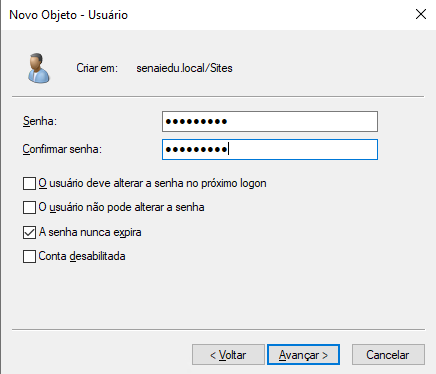 Novo Objeto - Usuário
Criar em: senaiedu.local/Sites
Senha: ●●●●●●●●●
Confirmar senha: ●●●●●●●●●
O usuário deve alterar a senha no próximo logon
O usuário não pode alterar a senha
A senha nunca expira
Conta desabilitada
< Voltar Avançar > Cancelar